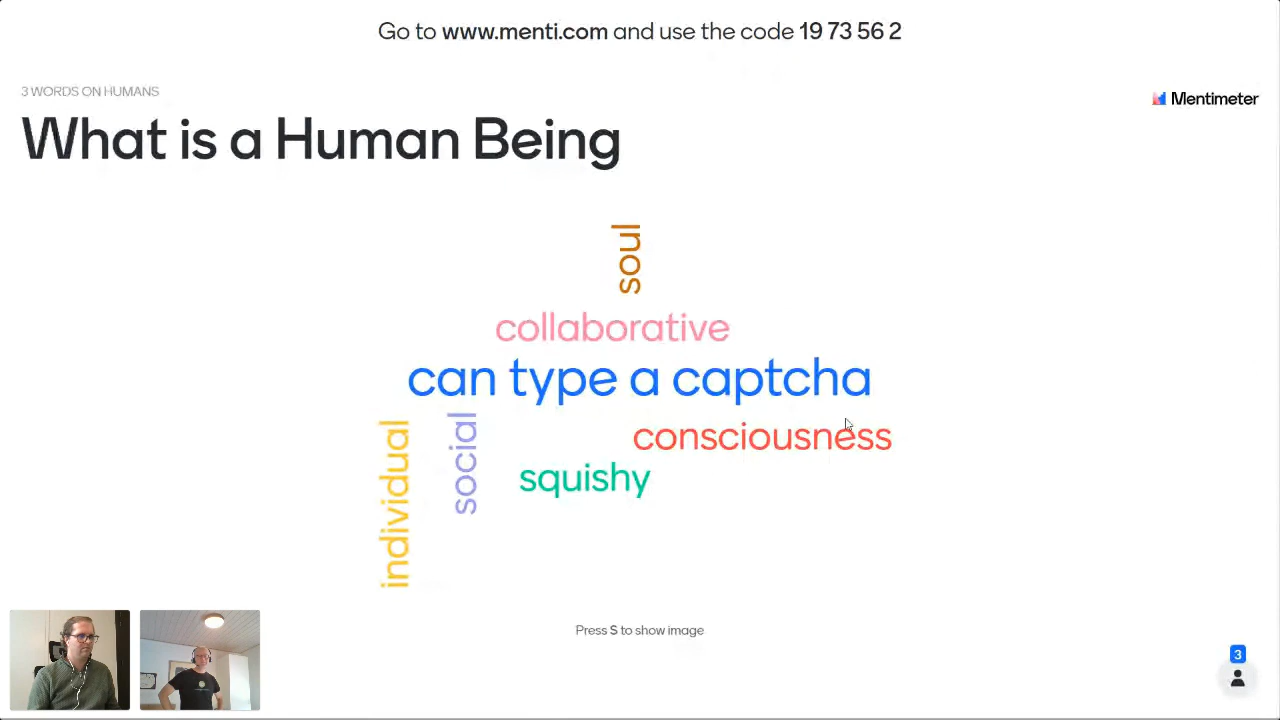 Go to www.menti.com and use the code 19 73 56 2
3 WORDS ON HUMANS
Mentimeter
What is a Human Being
soul
collaborative
can type a captcha
consciousness
individual
social
squishy
Press S to show image
3